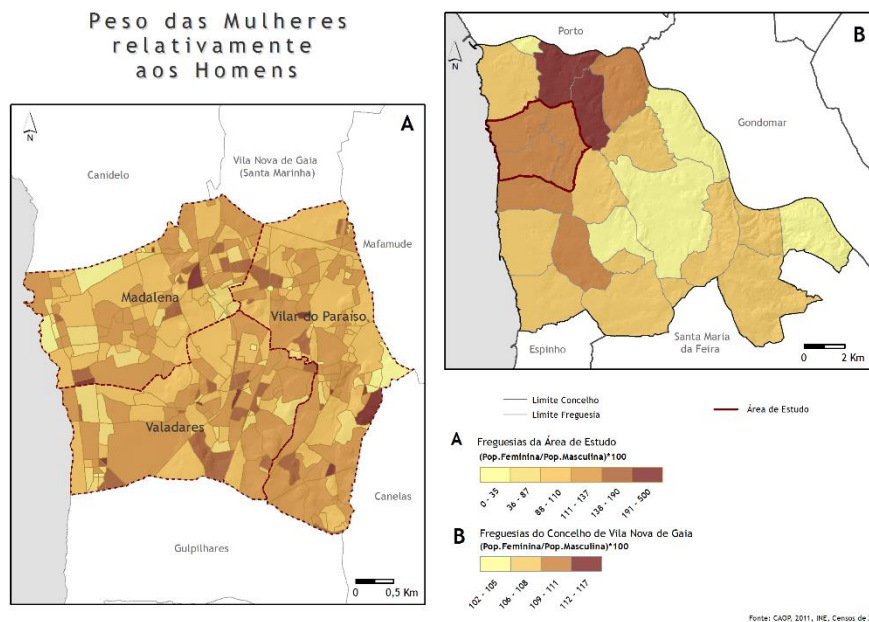 Peso das Mulheres
relativamente
aos Homens
N
A
Canidelo
Vila Nova de Gaia
(Santa Marinha)
Mafamude
Madalena
Vilar do Paraíso
Valadares
Canelas
Gulpilhares
0 0,5 Km
N
B
Porto
Gondomar
Espinho
Santa Maria
da Feira
0 2 Km
Limite Concelho
Limite Freguesia
Área de Estudo
A Freguesias da Área de Estudo
(Pop.Feminina/Pop.Masculina)*100
0 - 35
36 - 87
88 - 110
111 - 137
138 - 190
191 - 500
B Freguesias do Concelho de Vila Nova de Gaia
(Pop.Feminina/Pop.Masculina)*100
102 - 105
106 - 108
109 - 111
112 - 117
Fonte: CAOP, 2011, INE, Censos de